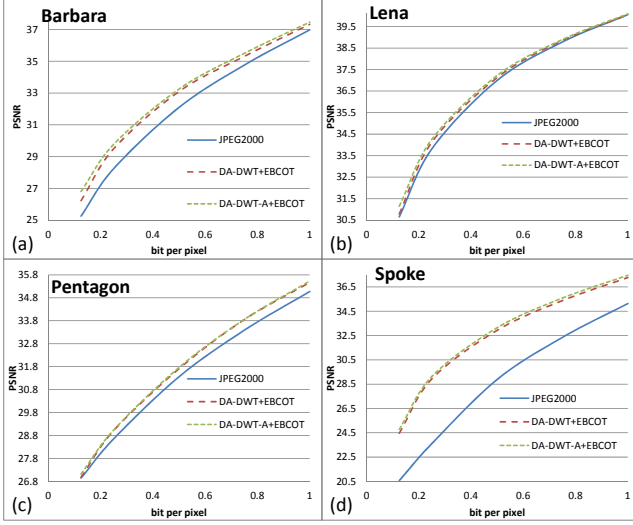 Barbara
37
35
33
31
29
27
25
PSNR
JPEG2000
DA-DWT+EBCOT
DA-DWT-A+EBCOT
0 0.2 0.4 0.6 0.8 1
bit per pixel
(a)
Lena
39.5
38.5
37.5
36.5
35.5
34.5
33.5
32.5
31.5
30.5
PSNR
JPEG2000
DA-DWT+EBCOT
DA-DWT-A+EBCOT
0 0.2 0.4 0.6 0.8 1
bit per pixel
(b)
Pentagon
35.8
34.8
33.8
32.8
31.8
30.8
29.8
28.8
27.8
26.8
PSNR
JPEG2000
DA-DWT+EBCOT
DA-DWT-A+EBCOT
0 0.2 0.4 0.6 0.8 1
bit per pixel
(c)
Spoke
36.5
34.5
32.5
30.5
28.5
26.5
24.5
22.5
20.5
PSNR
JPEG2000
DA-DWT+EBCOT
DA-DWT-A+EBCOT
0 0.2 0.4 0.6 0.8 1
bit per pixel
(d)